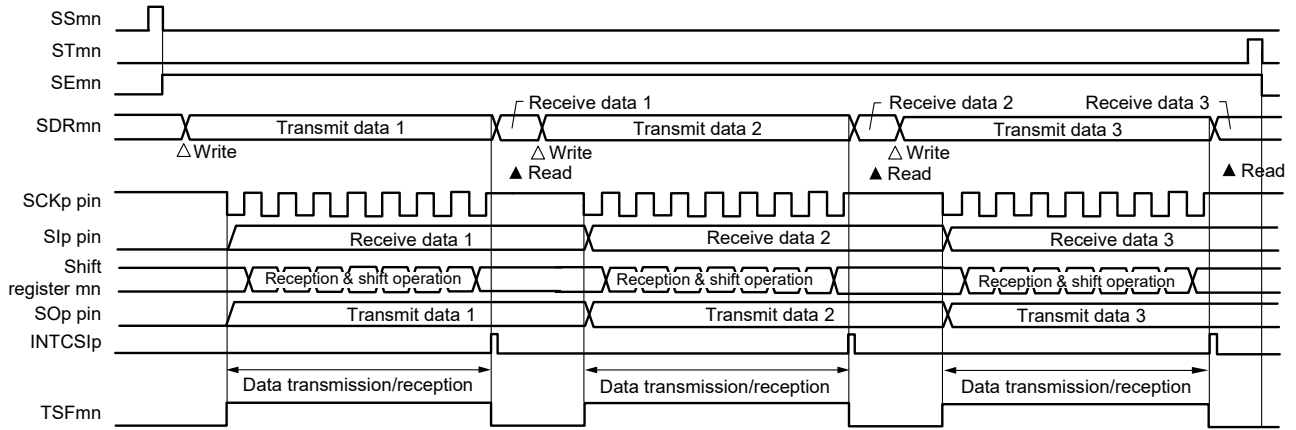 SSmn
STmn
SEmn
Receive data 1 Receive data 2 Receive data 3
SDRmn Transmit data 1 Transmit data 2 Transmit data 3
△Write △ Write △ Write
▲ Read ▲ Read ▲ Read
SCKp pin
SIp pin Receive data 1 Receive data 2 Receive data 3
Shift
register mn Reception & shift operation Reception & shift operation Reception & shift operation
SOp pin Transmit data 1 Transmit data 2 Transmit data 3
INTCSIp
Data transmission/reception Data transmission/reception Data transmission/reception
TSFmn